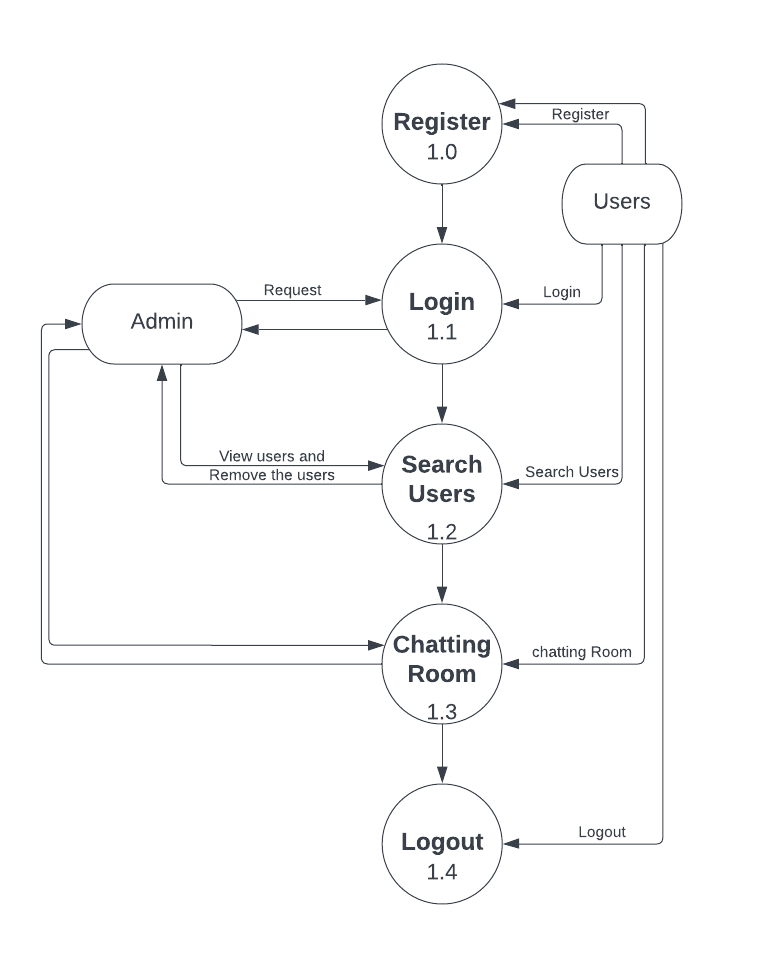 Register
1.0
Register
Users
Request
Login
1.1
Login
Admin
View users and
Remove the users
Search
Users
1.2
Search Users
Chatting
Room
1.3
chatting Room
Logout
1.4
Logout